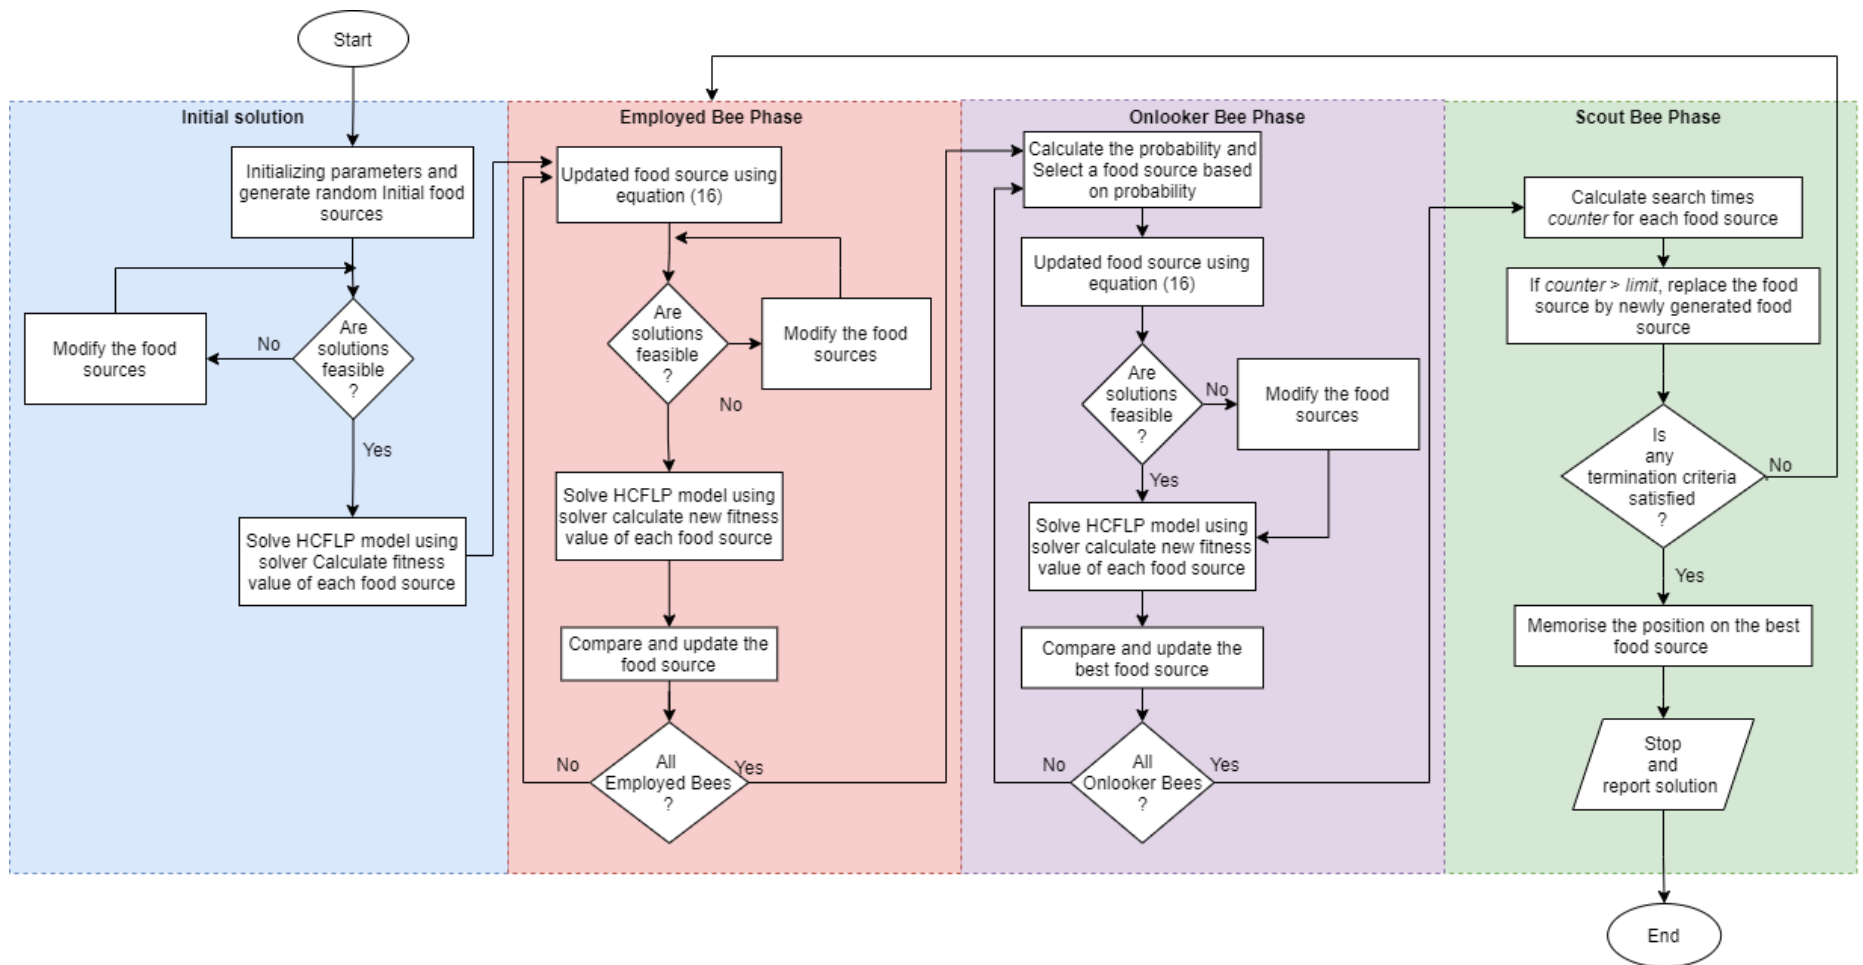 Start
Initial solution
Initializing parameters and
generate random Initial food
sources
Are
solutions
feasible
?
No
Modify the food
sources
Yes
Solve HCFLP model using
solver Calculate fitness
value of each food source
Employed Bee Phase
Updated food source using
equation (16)
Are
solutions
feasible
?
Modify the food
sources
No
Solve HCFLP model using
solver calculate new fitness
value of each food source
Compare and update the
food source
All
Employed Bees
?
No
Yes
Onlooker Bee Phase
Calculate the probability and
Select a food source based
on probability
Updated food source using
equation (16)
Are
solutions
feasible
?
No
Modify the food
sources
Yes
Solve HCFLP model using
solver calculate new fitness
value of each food source
Compare and update the
best food source
All
Onlooker Bees
?
No
Yes
Scout Bee Phase
Calculate search times
counter for each food source
If counter > limit, replace the food
source by newly generated food
source
Is
any
termination criteria
satisfied
?
No
Yes
Memorise the position on the best
food source
Stop
and
report solution
End